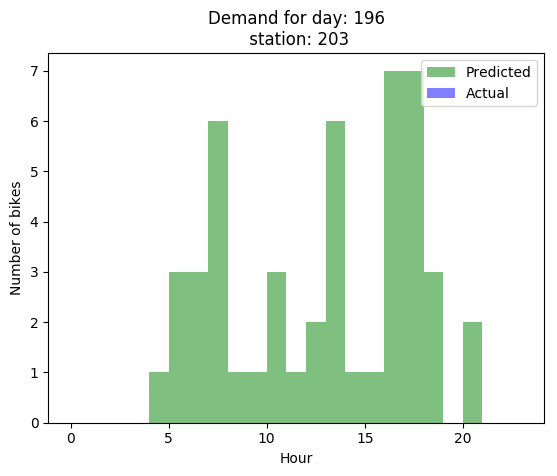 Demand for day: 196
station: 203
Predicted
Actual
Number of bikes
7
6
5
4
3
2
1
0
0 5 10 15 20
Hour